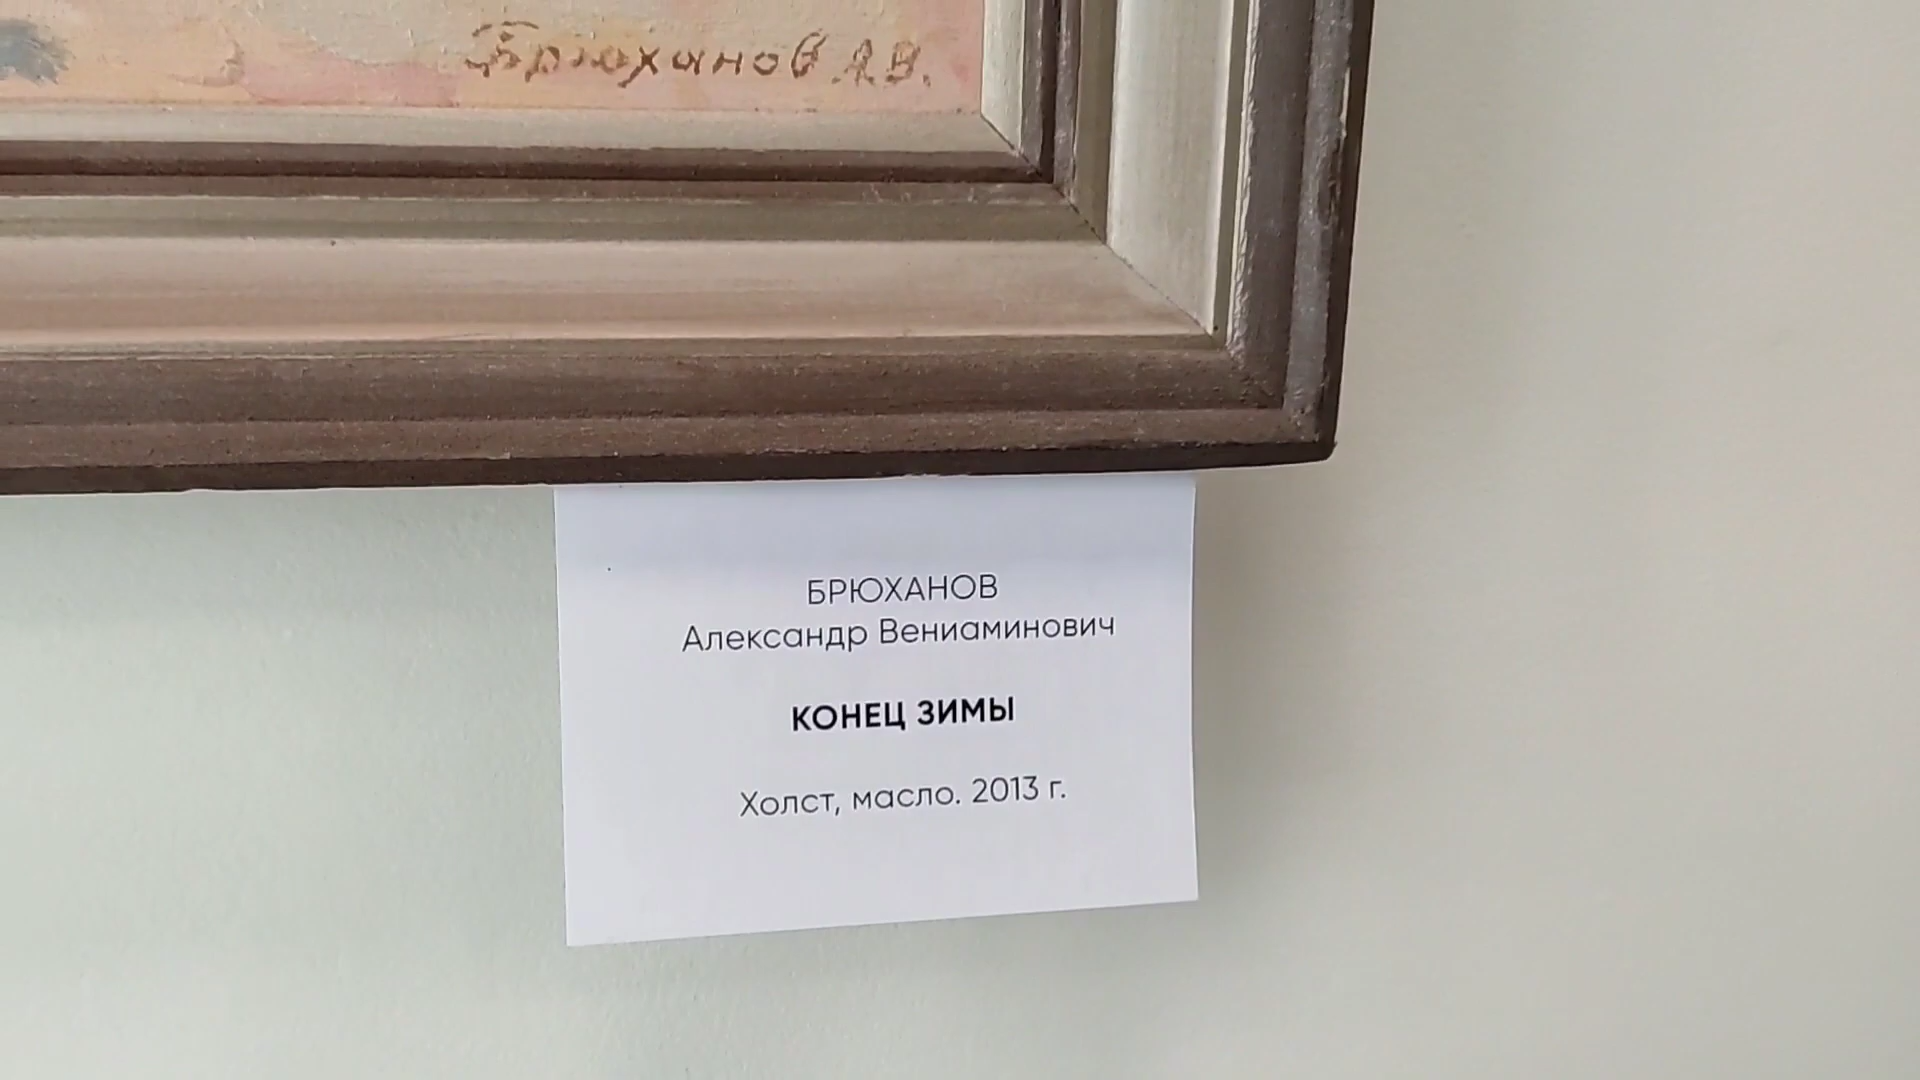 Брюханов А.В.
БРЮХАНОВ
Александр Вениаминович
КОНЕЦ ЗИМЫ
Холст, масло. 2013 г.